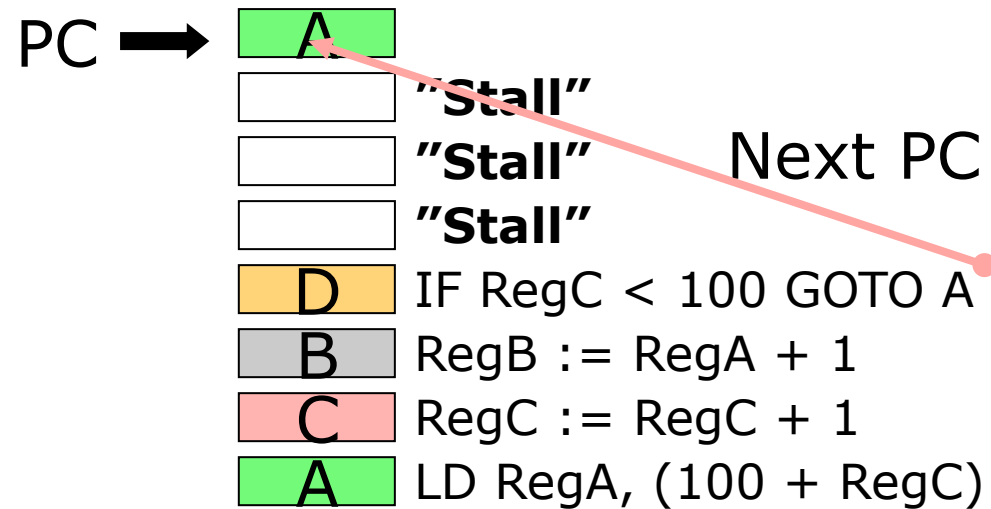 PC A
”Stall”
”Stall” Next PC
”Stall”
D IF RegC < 100 GOTO A
B RegB := RegA + 1
C RegC := RegC + 1
A LD RegA, (100 + RegC)